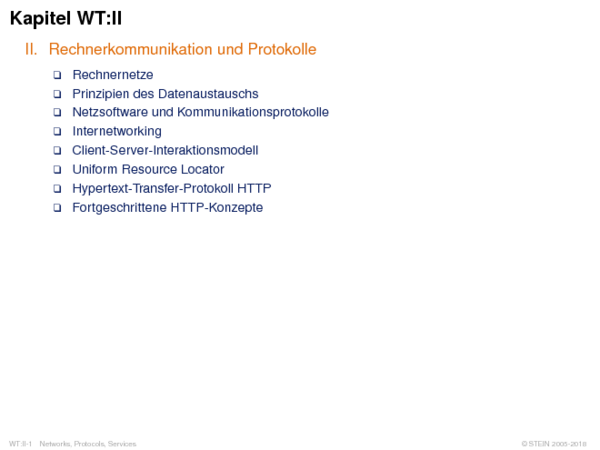 Kapitel WT:II
II. Rechnerkommunikation und Protokolle
❑ Rechnernetze
❑ Prinzipien des Datenaustauschs
❑ Netzsoftware und Kommunikationsprotokolle
❑ Internetworking
❑ Client-Server-Interaktionsmodell
❑ Uniform Resource Locator
❑ Hypertext-Transfer-Protokoll HTTP
❑ Fortgeschrittene HTTP-Konzepte
WT:II-1 Networks, Protocols, Services © STEIN 2005-2018